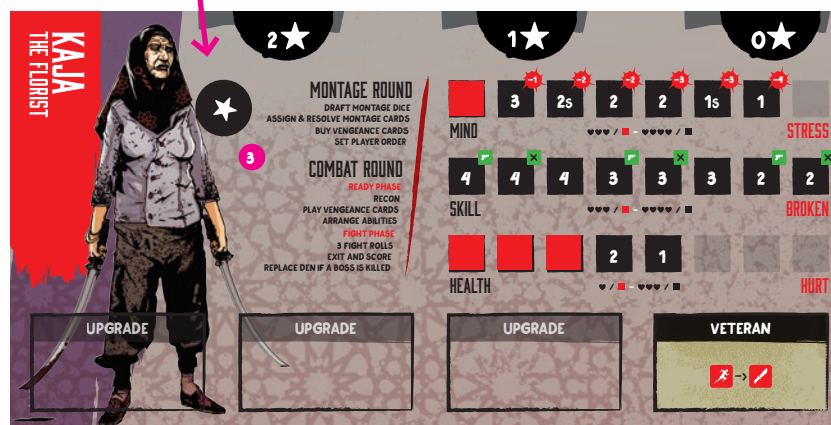 KAJA
THE FLORIST
2
1
0
3
MONTAGE ROUND
DRAFT MONTAGE DICE
ASSIGN & RESOLVE MONTAGE CARDS
BUY VENGEANCE CARDS
SET PLAYER ORDER
COMBAT ROUND
READY PHASE
RECON
PLAY VENGEANCE CARDS
ARRANGE ABILITIES
FIGHT PHASE
3 FIGHT ROLLS
EXIT AND SCORE
REPLACE DEN IF A BOSS IS KILLED
-1 -2 -2 -3 -3 -4
3 2S 2 2 1S 1
MIND / - / STRESS
4 4 4 3 3 3 2 2
SKILL / - / BROKEN
2 1
HEALTH / - / HURT
UPGRADE
UPGRADE
UPGRADE
VETERAN